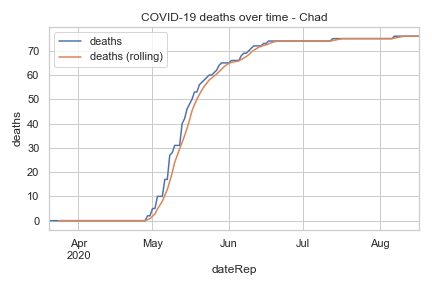 COVID-19 deaths over time - Chad
deaths
deaths (rolling)
deaths
70
60
50
40
30
20
10
0
Apr
2020
May
Jun
Jul
Aug
dateRep